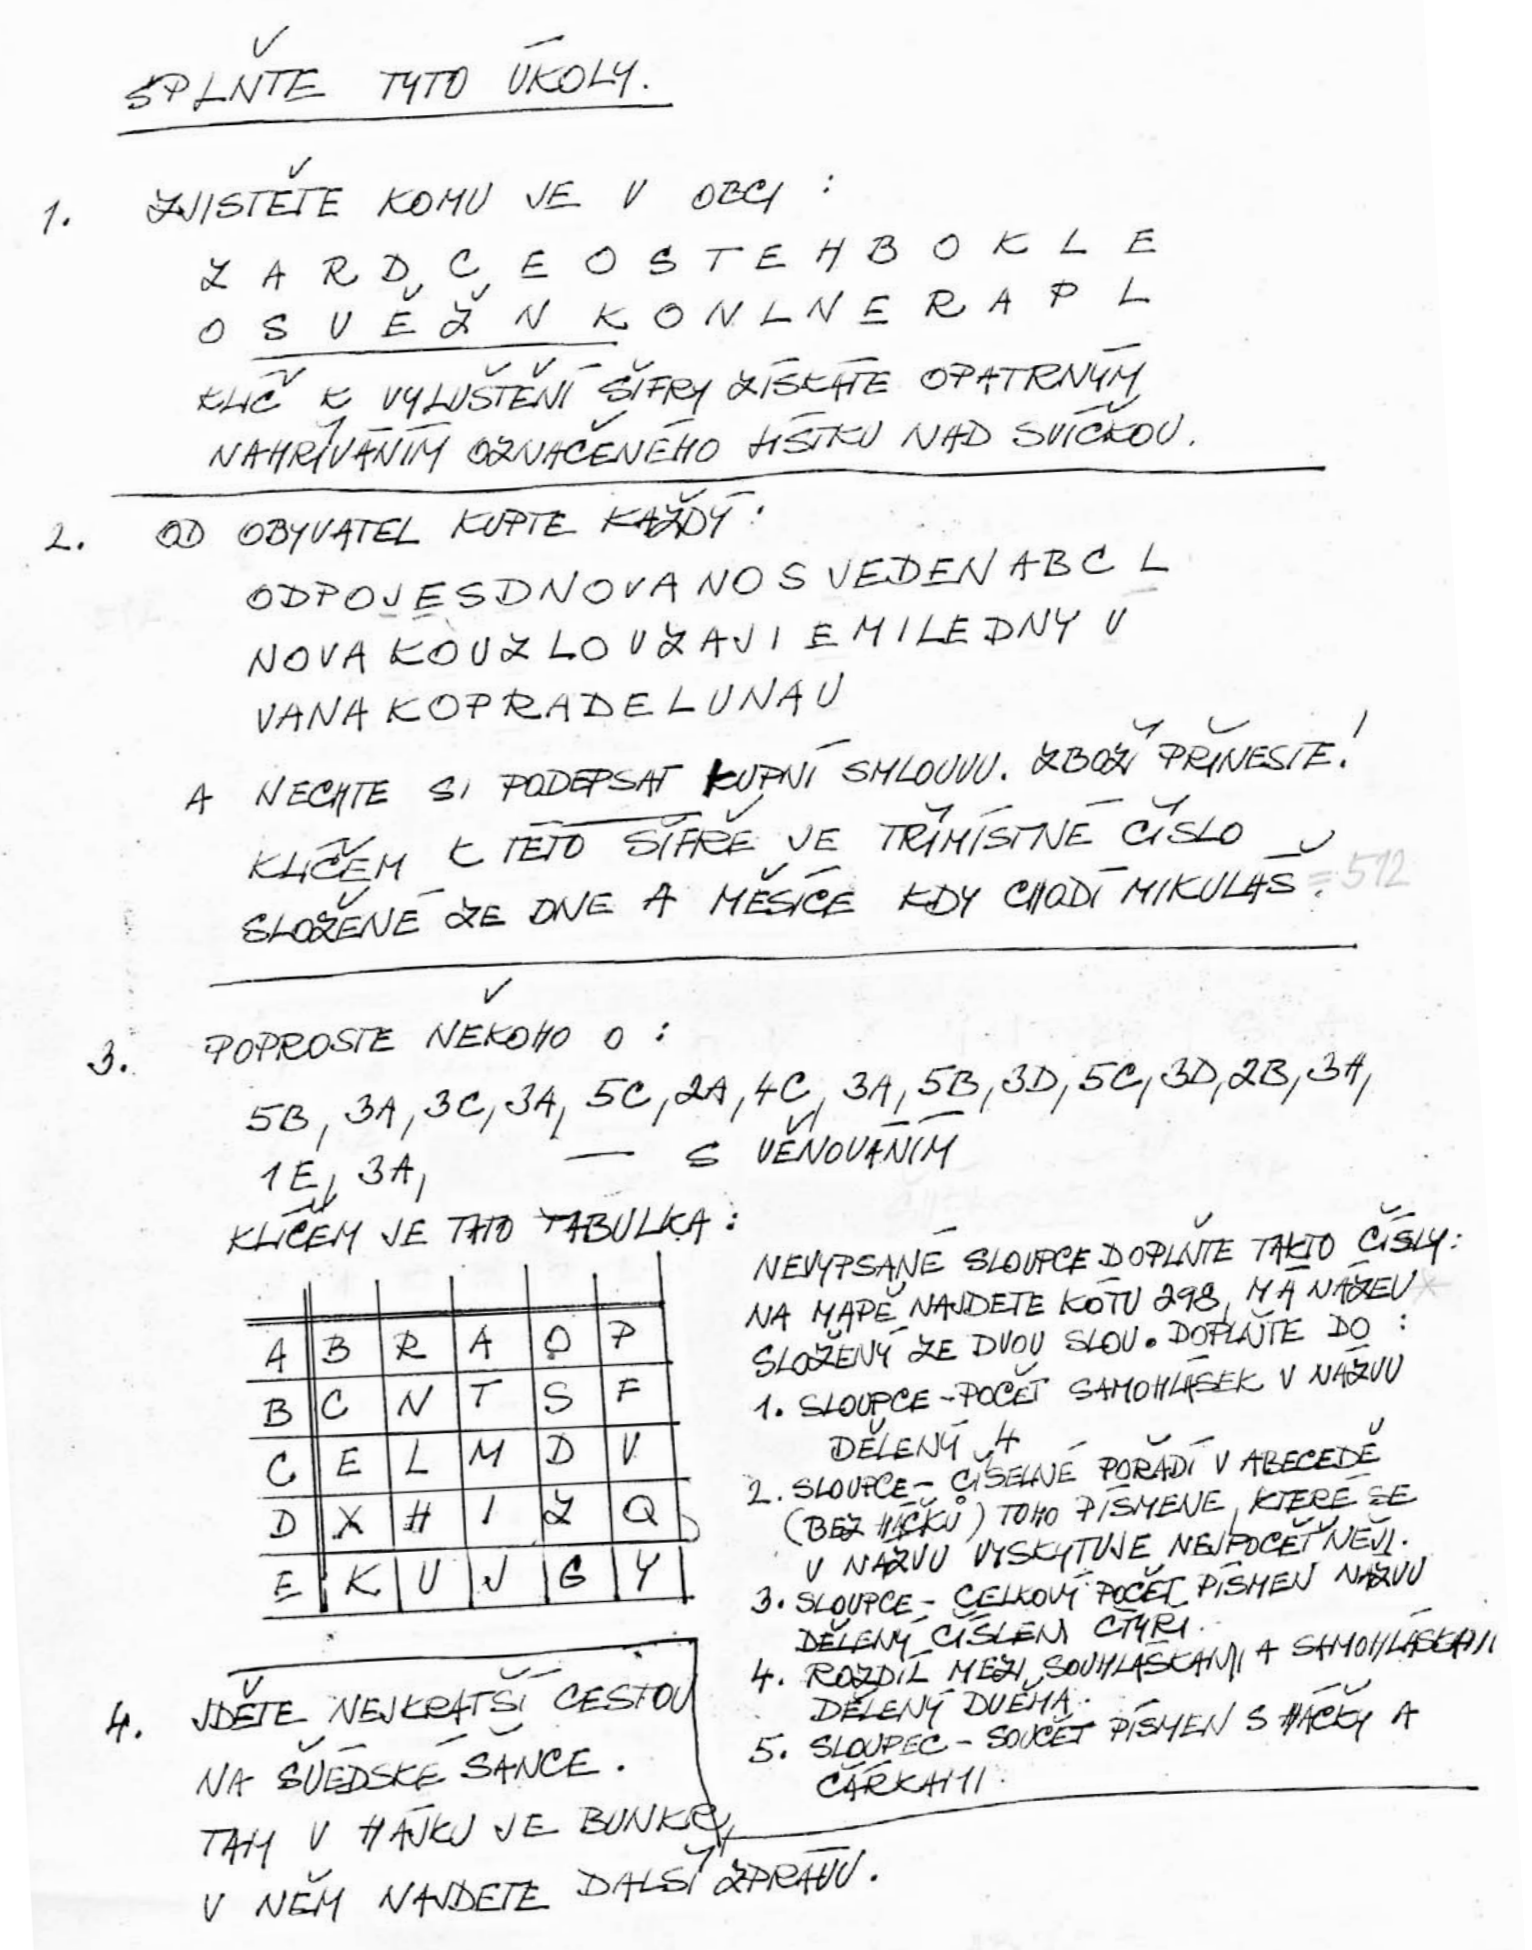 SPLŇTE TYTO ÚKOLY.
1. ZJISTĚTE KOMU JE V OBCI :
Z A R D C E O S T E H B O K L E
O S V Ě Ž N K O N L N E R A P L
KLÍČ K VYLUŠTĚNÍ ŠIFRY ZÍSKÁTE OPATRNÝM
NAHŘÍVÁNÍM OZNAČENÉHO LÍSTKU NAD SVÍČKOU.
2. OD OBYVATEL KUPTE KAŽDÝ :
ODPOJESDNOVANOSJEDENABCL
NOVAKOUZLOVZAJIEMILEDNYV
VANAKOPRADELUNAU
A NECHTE SI PODEPSAT KUPNÍ SMLOUVU. ZBOŽÍ PŘINESTE!
KLÍČEM K TÉTO ŠIFŘE JE TŘÍMÍSTNÉ ČÍSLO
SLOŽENÉ ZE DNE A MĚSÍCE KDY CHODÍ MIKULÁŠ. =512
3. POPROSTE NĚKOHO O :
5B, 3A, 3C, 3A, 5C, 2A, 4C, 3A, 5B, 3D, 5C, 3D, 2B, 3A,
1E, 3A, — S VĚNOVÁNÍM
KLÍČEM JE TATO TABULKA :
A B R A O P
B C N T S F
C E L M D V
D X H I Z Q
E K U J G Y
NEVYPSANÉ SLOUPCE DOPLŇTE TAKTO ČÍSLY:
NA MAPĚ NAJDETE KÓTU 298, MÁ NÁZEV
SLOŽENÝ ZE DVOU SLOV. DOPLŇTE DO :
1. SLOUPCE - POČET SAMOHLÁSEK V NÁZVU
DĚLENÝ 4
2. SLOUPCE - ČÍSELNÉ POŘADÍ V ABECEDĚ
(BEZ HÁČKŮ) TOHO PÍSMENE, KTERÉ SE
V NÁZVU VYSKYTUJE NEJPOČETNĚJI.
3. SLOUPCE - CELKOVÝ POČET PÍSMEN NÁZVU
DĚLENÝ ČÍSLEM ČTYŘI.
4. ROZDÍL MEZI SOUHLÁSKAMI A SAMOHLÁSKAMI
DĚLENÝ DVĚMA.
5. SLOUPEC - SOUČET PÍSMEN S HÁČKY A
ČÁRKAMI.
4. JDĚTE NEJKRATŠÍ CESTOU
NA ŠVÉDSKÉ ŠANCE.
TAM V HÁJKU JE BUNKR,
V NĚM NAJDETE DALŠÍ ZPRÁVU.